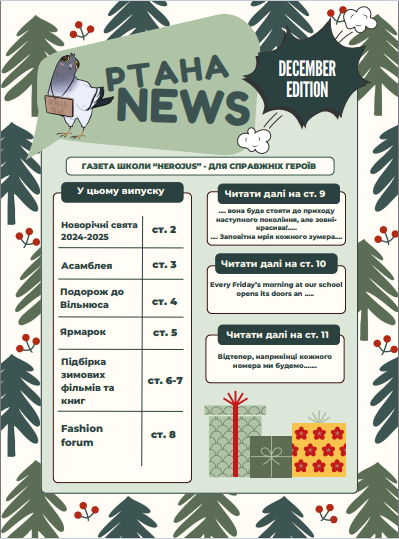 РТАНА
NEWS
DECEMBER
EDITION
ГАЗЕТА ШКОЛИ “HEROJUS” - ДЛЯ СПРАВЖНІХ ГЕРОЇВ
У цьому випуску
Новорічні свята
2024-2025
ст. 2
Асамблея
ст. 3
Подорож до
Вільнюса
ст. 4
Ярмарок
ст. 5
Підбірка
зимових
фільмів та
книг
ст. 6-7
Fashion
forum
ст. 8
Читати далі на ст. 9
.... вона буде стояти до приходу
наступного покоління, але зовні-
красива!.....
.... Заповітна мрія кожного зумера....
Читати далі на ст. 10
Every Friday’s morning at our school
opens its doors an .....
Читати далі на ст. 11
Відтепер, наприкінці кожного
номера ми будемо.......